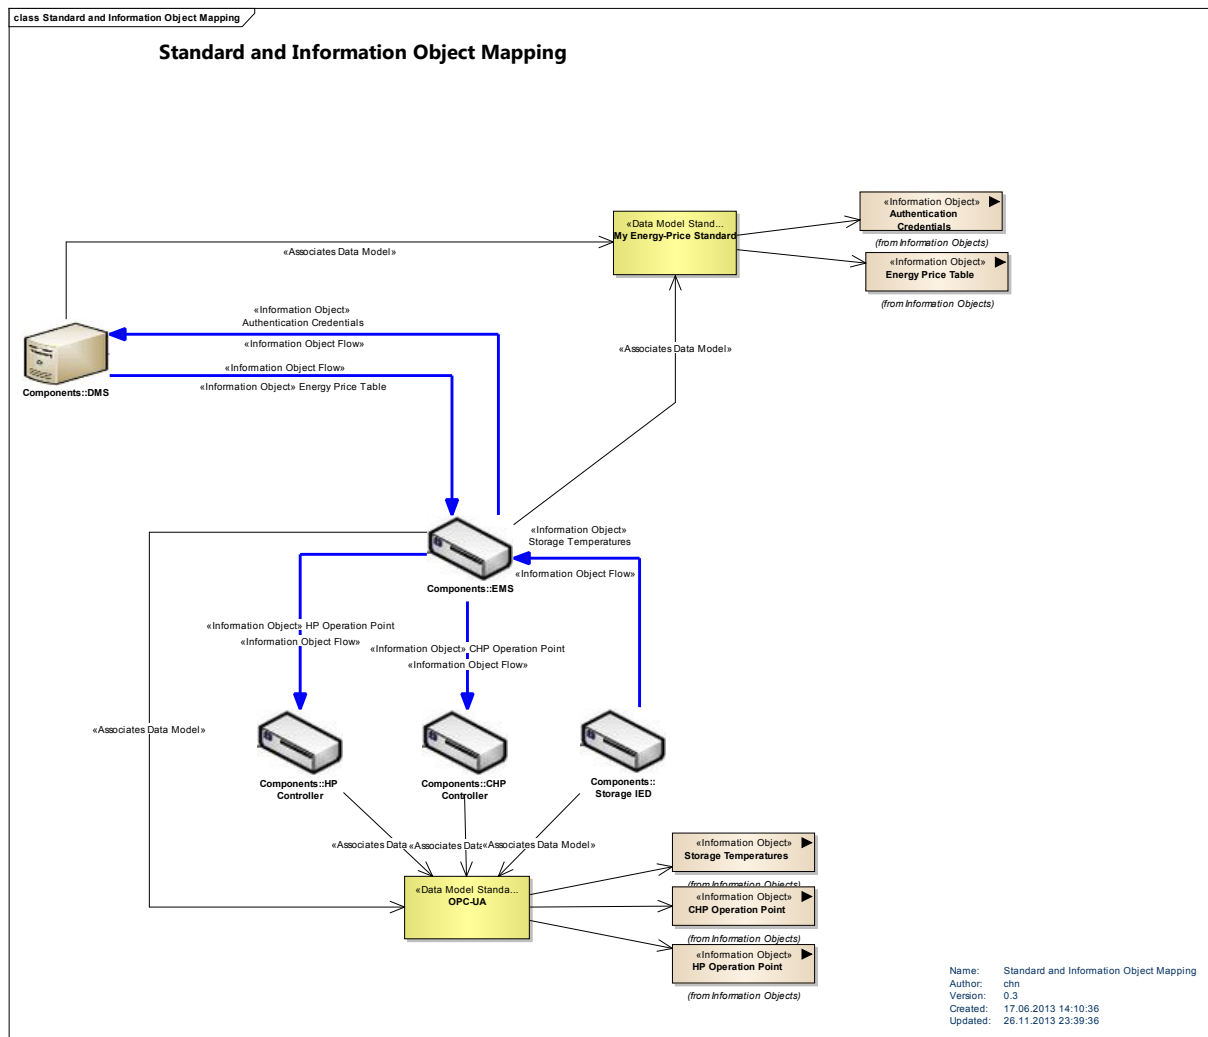 class Standard and Information Object Mapping
Standard and Information Object Mapping
«Information Object»
Authentication
Credentials
(from Information Objects)
«Data Model Stand...
My Energy-Price Standard
«Associates Data Model»
«Information Object»
Energy Price Table
(from Information Objects)
«Information Object»
Authentication Credentials
«Information Object Flow»
«Associates Data Model»
«Information Object Flow»
«Information Object» Energy Price Table
Components::DMS
«Information Object»
Storage Temperatures
«Information Object Flow»
Components::EMS
«Information Object» HP Operation Point
«Information Object Flow»
«Information Object» CHP Operation Point
«Information Object Flow»
«Associates Data Model»
Components::HP
Controller
Components::CHP
Controller
Components::
Storage IED
«Associates Data
«Associates Data
«Associates Data Model»
«Information Object»
Storage Temperatures
(from Information Objects)
«Data Model Standa...
OPC-UA
«Information Object»
CHP Operation Point
(from Information Objects)
«Information Object»
HP Operation Point
(from Information Objects)
Name: Standard and Information Object Mapping
Author: chn
Version: 0.3
Created: 17.06.2013 14:10:36
Updated: 26.11.2013 23:39:36